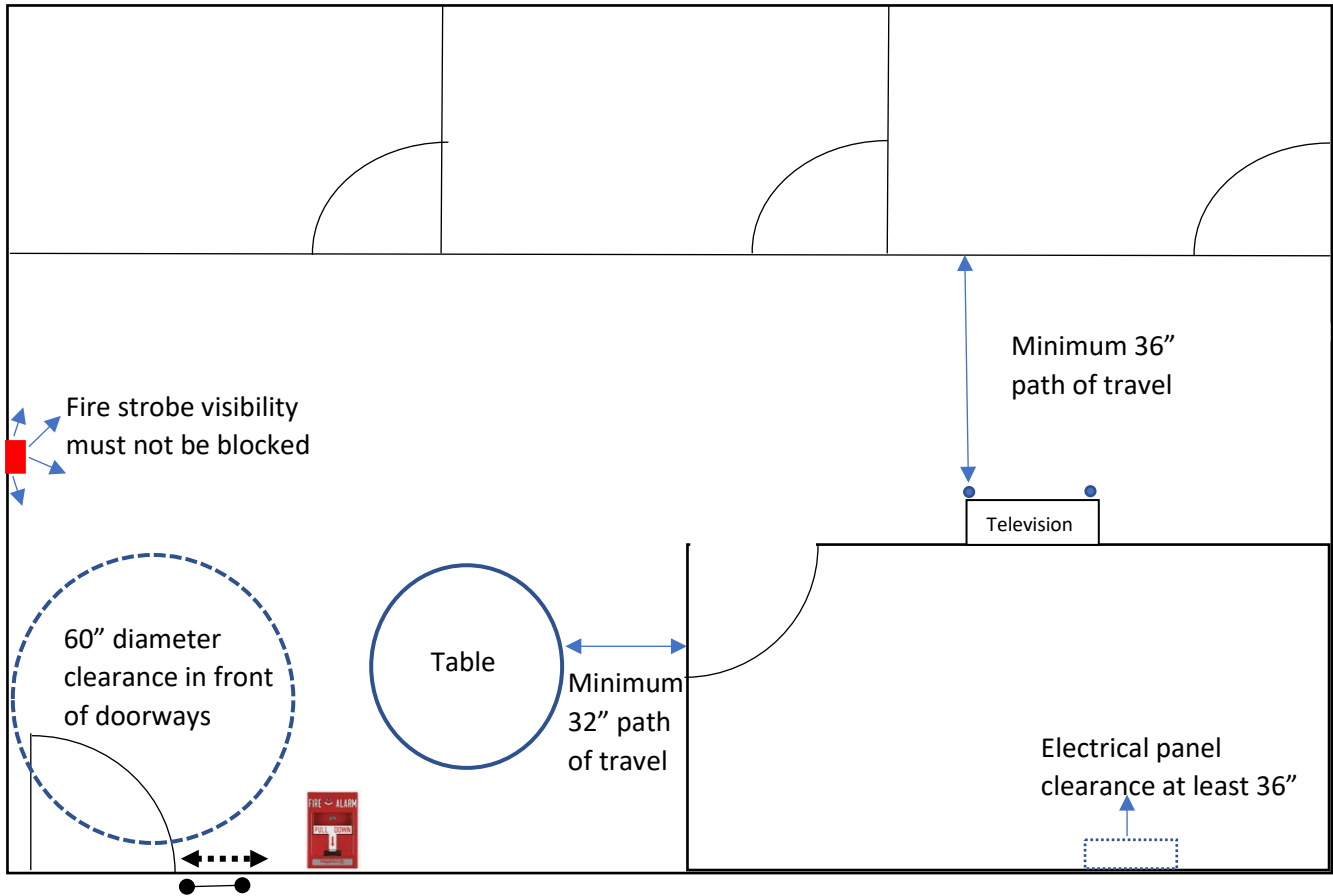 Minimum 36”
path of travel
Fire strobe visibility
must not be blocked
Television
60” diameter
clearance in front
of doorways
Table
Minimum
32” path
of travel
Electrical panel
clearance at least 36”
FIRE ALARM
PULL DOWN